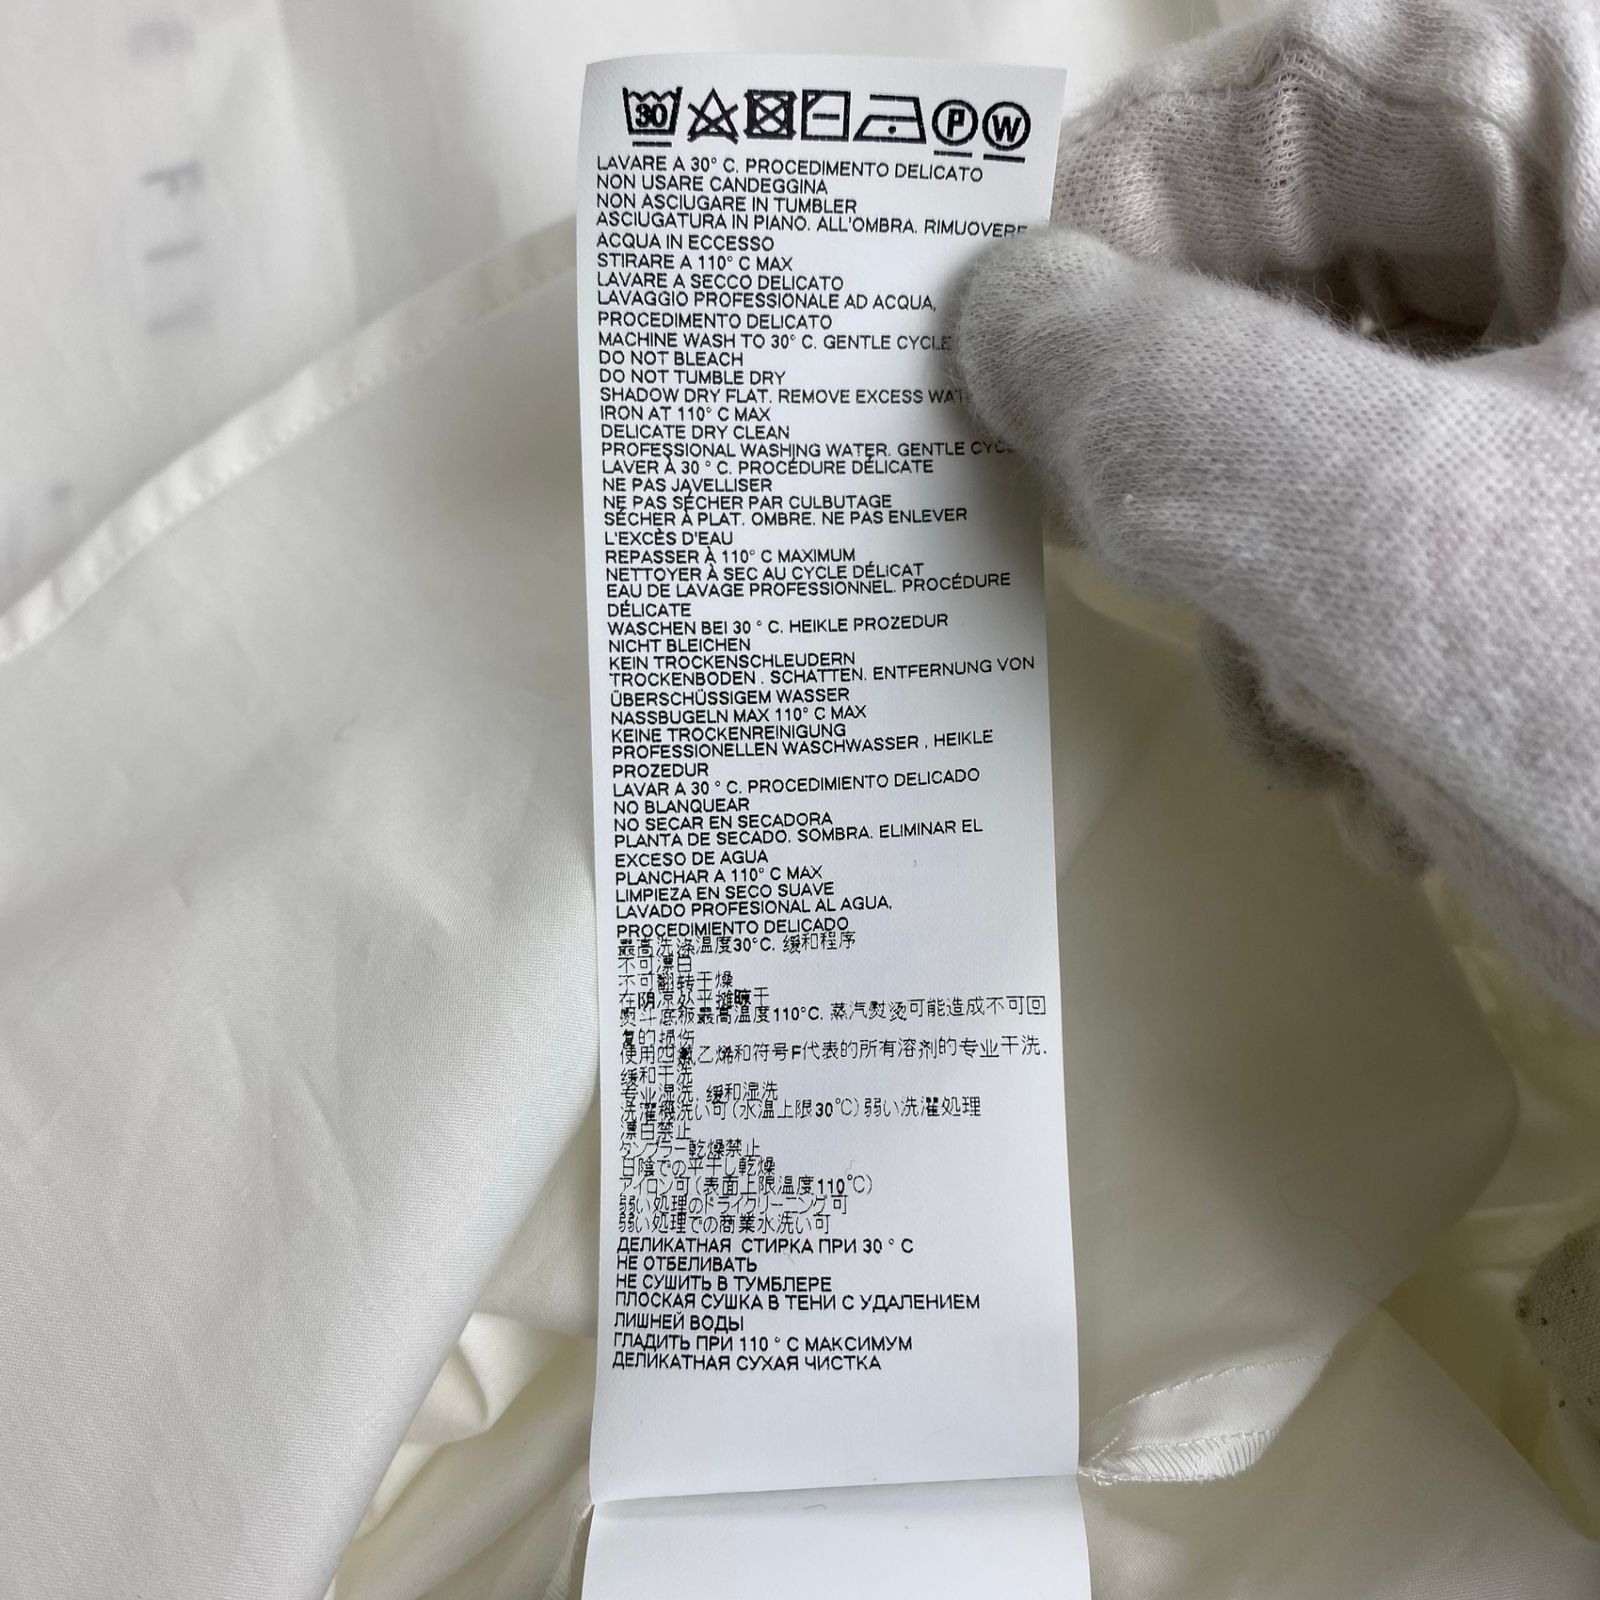 30
P
W
LAVARE A 30° C. PROCEDIMENTO DELICATO
NON USARE CANDEGGINA
NON ASCIUGARE IN TUMBLER
ASCIUGATURA IN PIANO. ALL'OMBRA. RIMUOVERE
ACQUA IN ECCESSO
STIRARE A 110° C MAX
LAVARE A SECCO DELICATO
LAVAGGIO PROFESSIONALE AD ACQUA,
PROCEDIMENTO DELICATO
MACHINE WASH TO 30° C. GENTLE CYCLE
DO NOT BLEACH
DO NOT TUMBLE DRY
SHADOW DRY FLAT. REMOVE EXCESS
IRON AT 110° C MAX
DELICATE DRY CLEAN
PROFESSIONAL WASHING WATER. GENTLE
LAVER À 30 ° C. PROCÉDURE DÉLICATE
NE PAS JAVELLISER
NE PAS SÉCHER PAR CULBUTAGE
SÉCHER À PLAT. OMBRE. NE PAS ENLEVER
L'EXCÈS D'EAU
REPASSER À 110° C MAXIMUM
NETTOYER À SEC AU CYCLE DÉLICAT
EAU DE LAVAGE PROFESSIONNEL. PROCÉDURE
DÉLICATE
WASCHEN BEI 30 ° C. HEIKLE PROZEDUR
NICHT BLEICHEN
KEIN TROCKENSCHLEUDERN
TROCKENBODEN . SCHATTEN. ENTFERNUNG VON
ÜBERSCHÜSSIGEM WASSER
NASSBUGELN MAX 110° C MAX
KEINE TROCKENREINIGUNG
PROFESSIONELLEN WASCHWASSER , HEIKLE
PROZEDUR
LAVAR A 30 ° C. PROCEDIMIENTO DELICADO
NO BLANQUEAR
NO SECAR EN SECADORA
PLANTA DE SECADO. SOMBRA. ELIMINAR EL
EXCESO DE AGUA
PLANCHAR A 110° C MAX
LIMPIEZA EN SECO SUAVE
LAVADO PROFESIONAL AL AGUA,
PROCEDIMIENTO DELICADO
最高洗涤温度30°C. 缓和程序
不可漂白
不可翻转干燥
在阴凉处平摊晾干
熨斗底板最高温度110°C. 蒸汽熨烫可能造成不可回
复的损伤
使用四氯乙烯和符号F代表的所有溶剂的专业干洗.
缓和干洗
专业湿洗. 缓和湿洗
洗濯機洗い可(水温上限30℃)弱い洗濯処理
漂白禁止
タンブラー乾燥禁止
日陰での平干し乾燥
アイロン可(表面上限温度110℃)
弱い処理のドライクリーニング可
弱い処理での商業水洗い可
ДЕЛИКАТНАЯ СТИРКА ПРИ 30 ° С
НЕ ОТБЕЛИВАТЬ
НЕ СУШИТЬ В ТУМБЛЕРЕ
ПЛОСКАЯ СУШКА В ТЕНИ С УДАЛЕНИЕМ
ЛИШНЕЙ ВОДЫ
ГЛАДИТЬ ПРИ 110 ° С МАКСИМУМ
ДЕЛИКАТНАЯ СУХАЯ ЧИСТКА